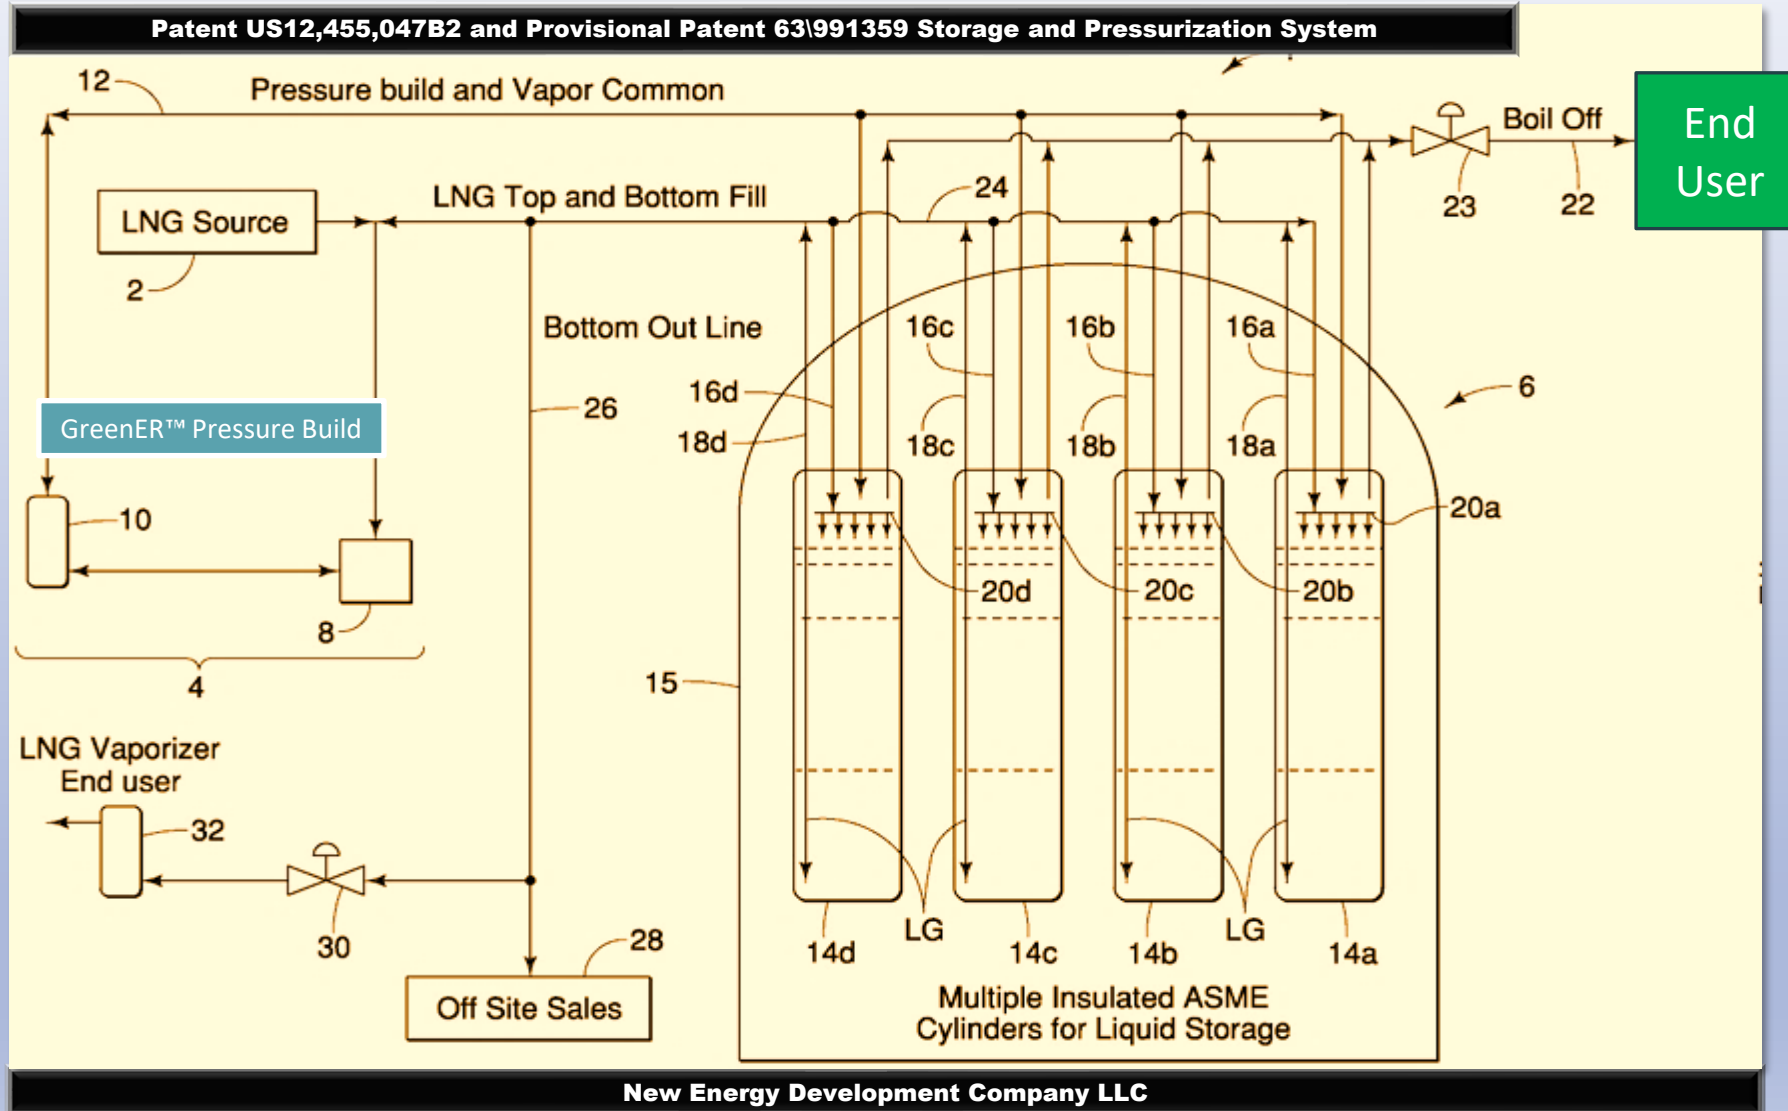 Patent US12,455,047B2 and Provisional Patent 63\991359 Storage and Pressurization System
12
Pressure build and Vapor Common
Boil Off
End
User
23
22
LNG Source
2
LNG Top and Bottom Fill
24
Bottom Out Line
16c
16b
16a
6
16d
26
18d
18c
18b
18a
GreenER™ Pressure Build
10
20a
20d
20c
20b
8
4
15
LNG Vaporizer
End user
32
30
28
Off Site Sales
LG
LG
14d
14c
14b
14a
Multiple Insulated ASME
Cylinders for Liquid Storage
New Energy Development Company LLC